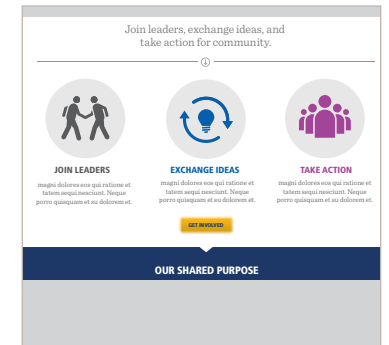 Join leaders, exchange ideas, and
take action for community.
JOIN LEADERS
magni dolores eos qui ratione et
tatem sequi nesciunt. Neque
porro quisquam et su dolorem et.
EXCHANGE IDEAS
magni dolores eos qui ratione et
tatem sequi nesciunt. Neque
porro quisquam et su dolorem et.
TAKE ACTION
magni dolores eos qui ratione et
tatem sequi nesciunt. Neque
porro quisquam et su dolorem et.
GET INVOLVED
OUR SHARED PURPOSE